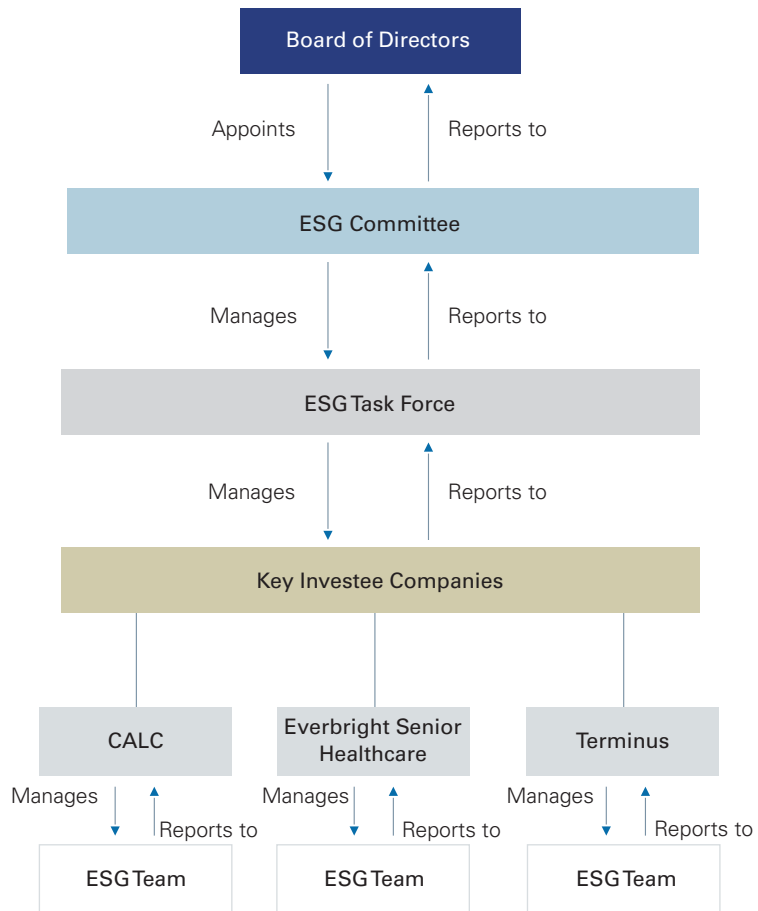 Board of Directors
Appoints
Reports to
ESG Committee
Manages
Reports to
ESG Task Force
Manages
Reports to
Key Investee Companies
CALC
Everbright Senior
Healthcare
Terminus
Manages
Reports to
Manages
Reports to
Manages
Reports to
ESG Team
ESG Team
ESG Team